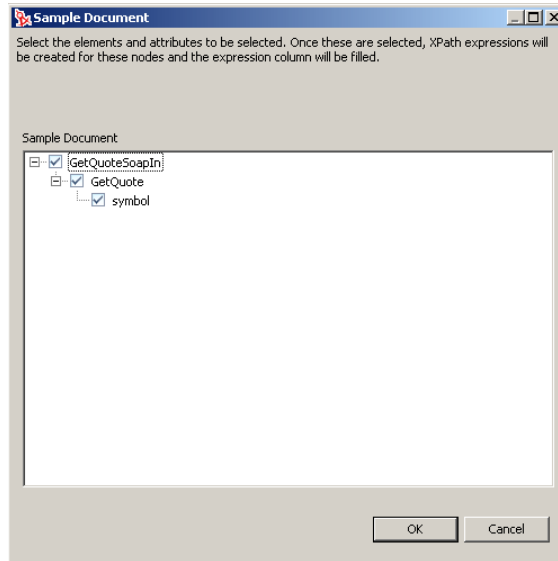 Sample Document
Select the elements and attributes to be selected. Once these are selected, XPath expressions will
be created for these nodes and the expression column will be filled.
Sample Document
GetQuoteSoapIn
GetQuote
symbol
OK Cancel